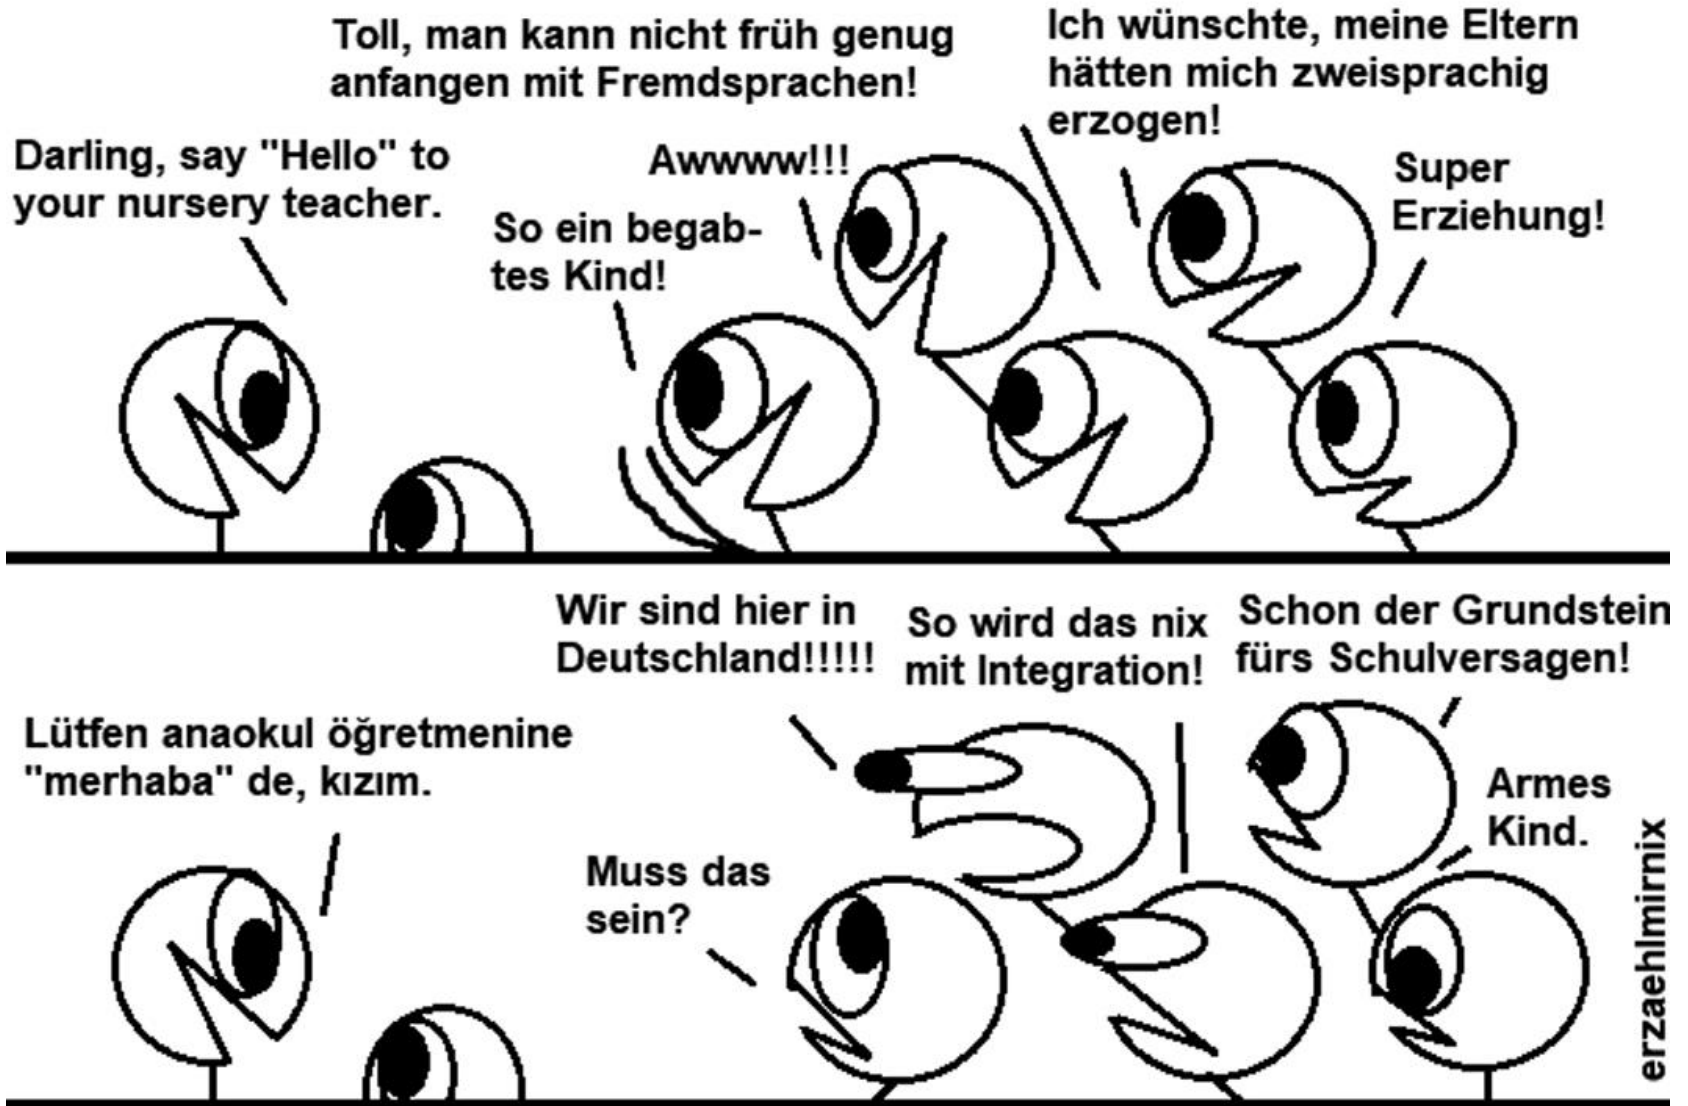 Toll, man kann nicht früh genug
anfangen mit Fremdsprachen!
Ich wünschte, meine Eltern
hätten mich zweisprachig
erzogen!
Darling, say "Hello" to
your nursery teacher.
Awwww!!!
Super
Erziehung!
So ein begab-
tes Kind!
Wir sind hier in
Deutschland!!!!!
So wird das nix
mit Integration!
Schon der Grundstein
fürs Schulversagen!
Lütfen anaokul öğretmenine
"merhaba" de, kızım.
Armes
Kind.
Muss das
sein?
erzaehlmirnix